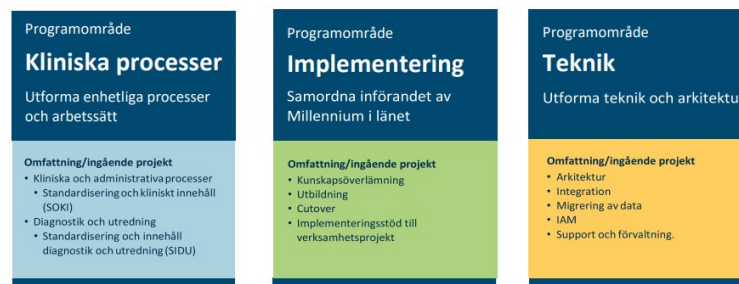 Programområde
Kliniska processer
Utforma enhetliga processer
och arbetssätt
Omfattning/ingående projekt
• Kliniska och administrativa processer
• Standardisering och kliniskt innehåll
(SOKI)
• Diagnostik och utredning
• Standardisering och innehåll
diagnostik och utredning (SIDU)
Programområde
Implementering
Samordna införandet av
Millennium i länet
Omfattning/ingående projekt
• Kunskapsöverlämning
• Utbildning
• Cutover
• Implementeringsstöd till
verksamhetsprojekt
Programområde
Teknik
Utforma teknik och arkitektu
Omfattning/ingående projekt
• Arkitektur
• Integration
• Migrering av data
• IAM
• Support och förvaltning.